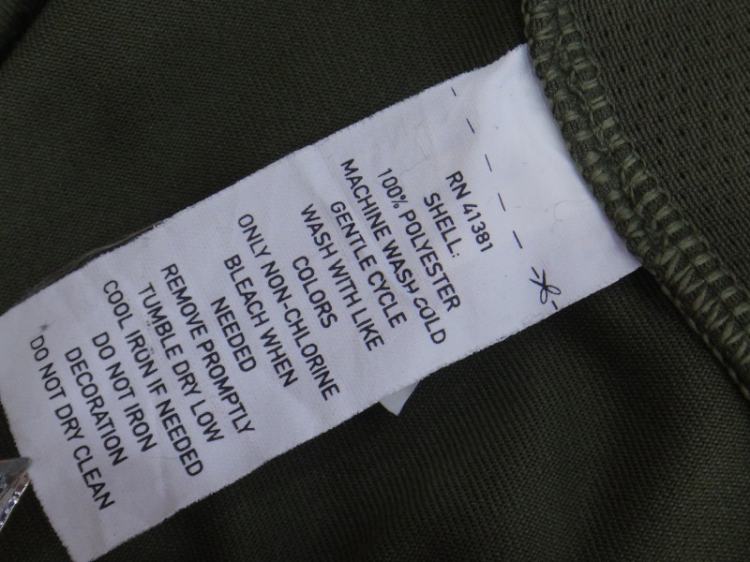 RN 41381
SHELL:
100% POLYESTER
MACHINE WASH COLD
GENTLE CYCLE
WASH WITH LIKE
COLORS
ONLY NON-CHLORINE
BLEACH WHEN
NEEDED
REMOVE PROMPTLY
TUMBLE DRY LOW
COOL IRON IF NEEDED
DO NOT IRON
DECORATION
DO NOT DRY CLEAN